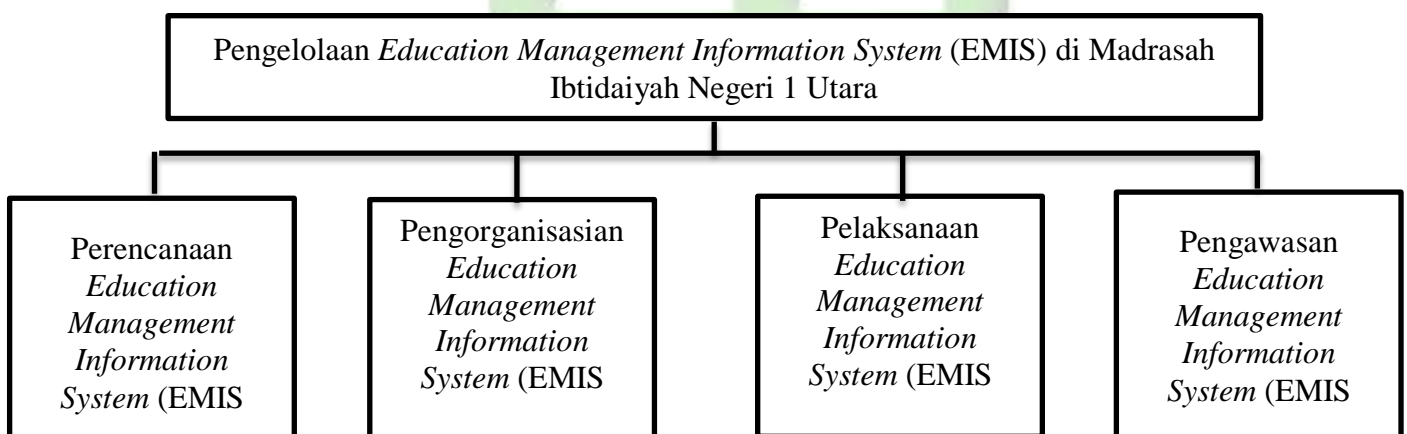 Pengelolaan Education Management Information System (EMIS) di Madrasah
Ibtidaiyah Negeri 1 Utara
Perencanaan
Education
Management
Information
System (EMIS
Pengorganisasian
Education
Management
Information
System (EMIS
Pelaksanaan
Education
Management
Information
System (EMIS
Pengawasan
Education
Management
Information
System (EMIS